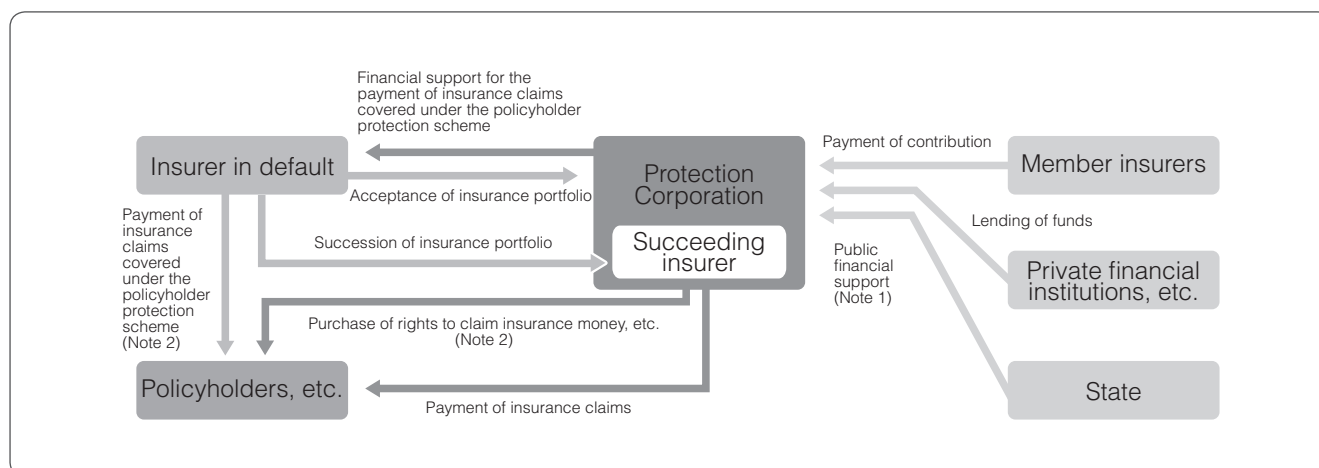 Financial support for the
payment of insurance claims
covered under the policyholder
protection scheme
Insurer in default
Acceptance of insurance portfolio
Payment of
insurance
claims
covered
under the
policyholder
protection
scheme
(Note 2)
Succession of insurance portfolio
Protection
Corporation
Succeeding
insurer
Payment of contribution
Member insurers
Lending of funds
Public
financial
support
(Note 1)
Private financial
institutions, etc.
Purchase of rights to claim insurance money, etc.
(Note 2)
Policyholders, etc.
Payment of insurance claims
State